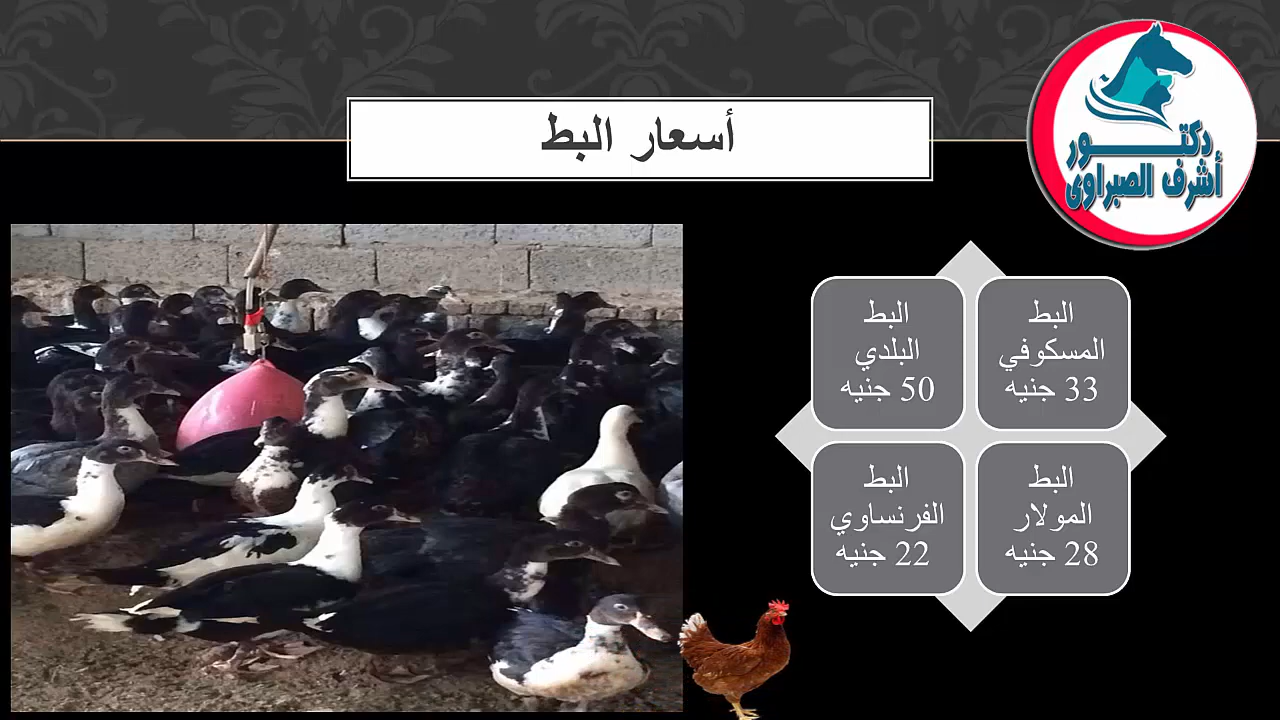 دكتور
أشرف الصبراوى
أسعار البط
البط
المسكوفي
33 جنيه
البط
البلدي
50 جنيه
البط
المولار
28 جنيه
البط
الفرنساوي
22 جنيه